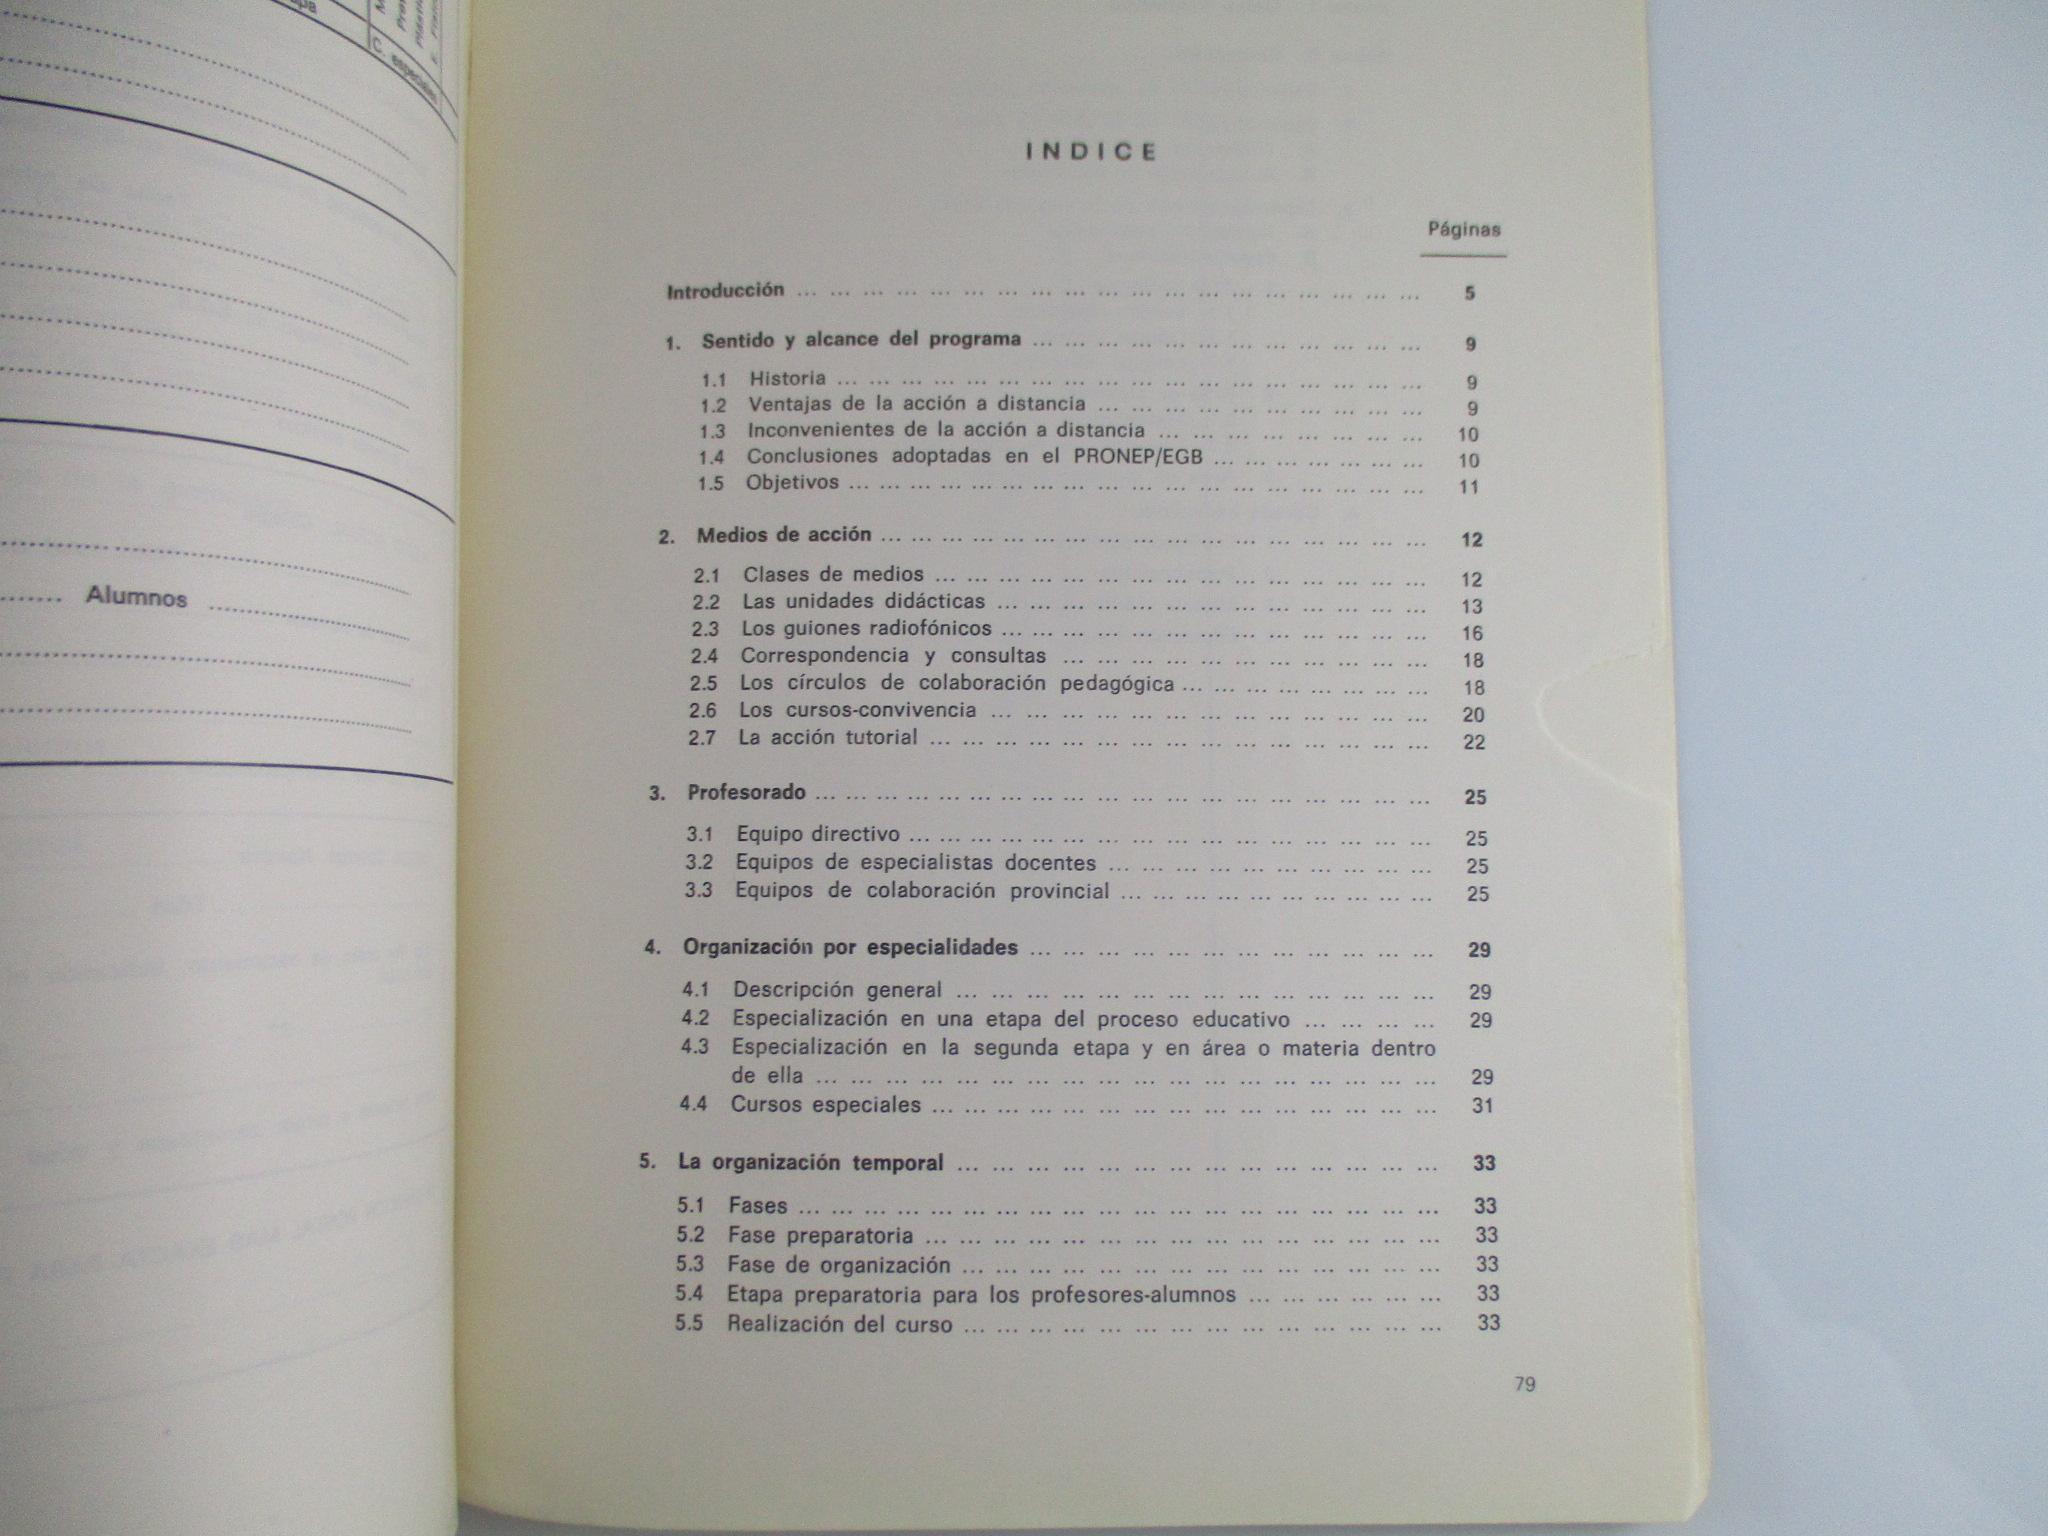 C. especiales
Alumnos
INDICE
Páginas
Introducción ... ... ... ... ... ... ... ... ... ... ... ... ... ... ... ... ... ... ... 5
1. Sentido y alcance del programa ... ... ... ... ... ... ... ... ... ... ... ... 9
1.1 Historia ... ... ... ... ... ... ... ... ... ... ... ... ... ... ... ... ... ... 9
1.2 Ventajas de la acción a distancia ... ... ... ... ... ... ... ... ... ... 9
1.3 Inconvenientes de la acción a distancia ... ... ... ... ... ... ... ... 10
1.4 Conclusiones adoptadas en el PRONEP/EGB ... ... ... ... ... ... ... 10
1.5 Objetivos ... ... ... ... ... ... ... ... ... ... ... ... ... ... ... ... ... ... 11
2. Medios de acción ... ... ... ... ... ... ... ... ... ... ... ... ... ... ... ... ... 12
2.1 Clases de medios ... ... ... ... ... ... ... ... ... ... ... ... ... ... ... 12
2.2 Las unidades didácticas ... ... ... ... ... ... ... ... ... ... ... ... ... 13
2.3 Los guiones radiofónicos ... ... ... ... ... ... ... ... ... ... ... ... ... 16
2.4 Correspondencia y consultas ... ... ... ... ... ... ... ... ... ... ... 18
2.5 Los círculos de colaboración pedagógica ... ... ... ... ... ... ... ... 18
2.6 Los cursos-convivencia ... ... ... ... ... ... ... ... ... ... ... ... ... 20
2.7 La acción tutorial ... ... ... ... ... ... ... ... ... ... ... ... ... ... ... 22
3. Profesorado ... ... ... ... ... ... ... ... ... ... ... ... ... ... ... ... ... ... ... 25
3.1 Equipo directivo ... ... ... ... ... ... ... ... ... ... ... ... ... ... ... ... 25
3.2 Equipos de especialistas docentes ... ... ... ... ... ... ... ... ... ... 25
3.3 Equipos de colaboración provincial ... ... ... ... ... ... ... ... ... ... 25
4. Organización por especialidades ... ... ... ... ... ... ... ... ... ... ... ... 29
4.1 Descripción general ... ... ... ... ... ... ... ... ... ... ... ... ... ... 29
4.2 Especialización en una etapa del proceso educativo ... ... ... ... 29
4.3 Especialización en la segunda etapa y en área o materia dentro
de ella ... ... ... ... ... ... ... ... ... ... ... ... ... ... ... ... ... ... 29
4.4 Cursos especiales ... ... ... ... ... ... ... ... ... ... ... ... ... ... ... 31
5. La organización temporal ... ... ... ... ... ... ... ... ... ... ... ... ... ... 33
5.1 Fases ... ... ... ... ... ... ... ... ... ... ... ... ... ... ... ... ... ... ... 33
5.2 Fase preparatoria ... ... ... ... ... ... ... ... ... ... ... ... ... ... ... 33
5.3 Fase de organización ... ... ... ... ... ... ... ... ... ... ... ... ... ... 33
5.4 Etapa preparatoria para los profesores-alumnos ... ... ... ... ... ... 33
5.5 Realización del curso ... ... ... ... ... ... ... ... ... ... ... ... ... ... 33
79